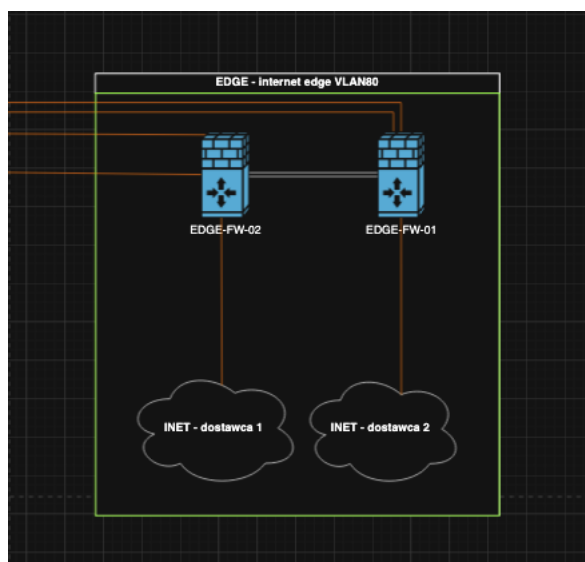 EDGE - internet edge VLAN80
EDGE-FW-02
EDGE-FW-01
INET - dostawca 1
INET - dostawca 2